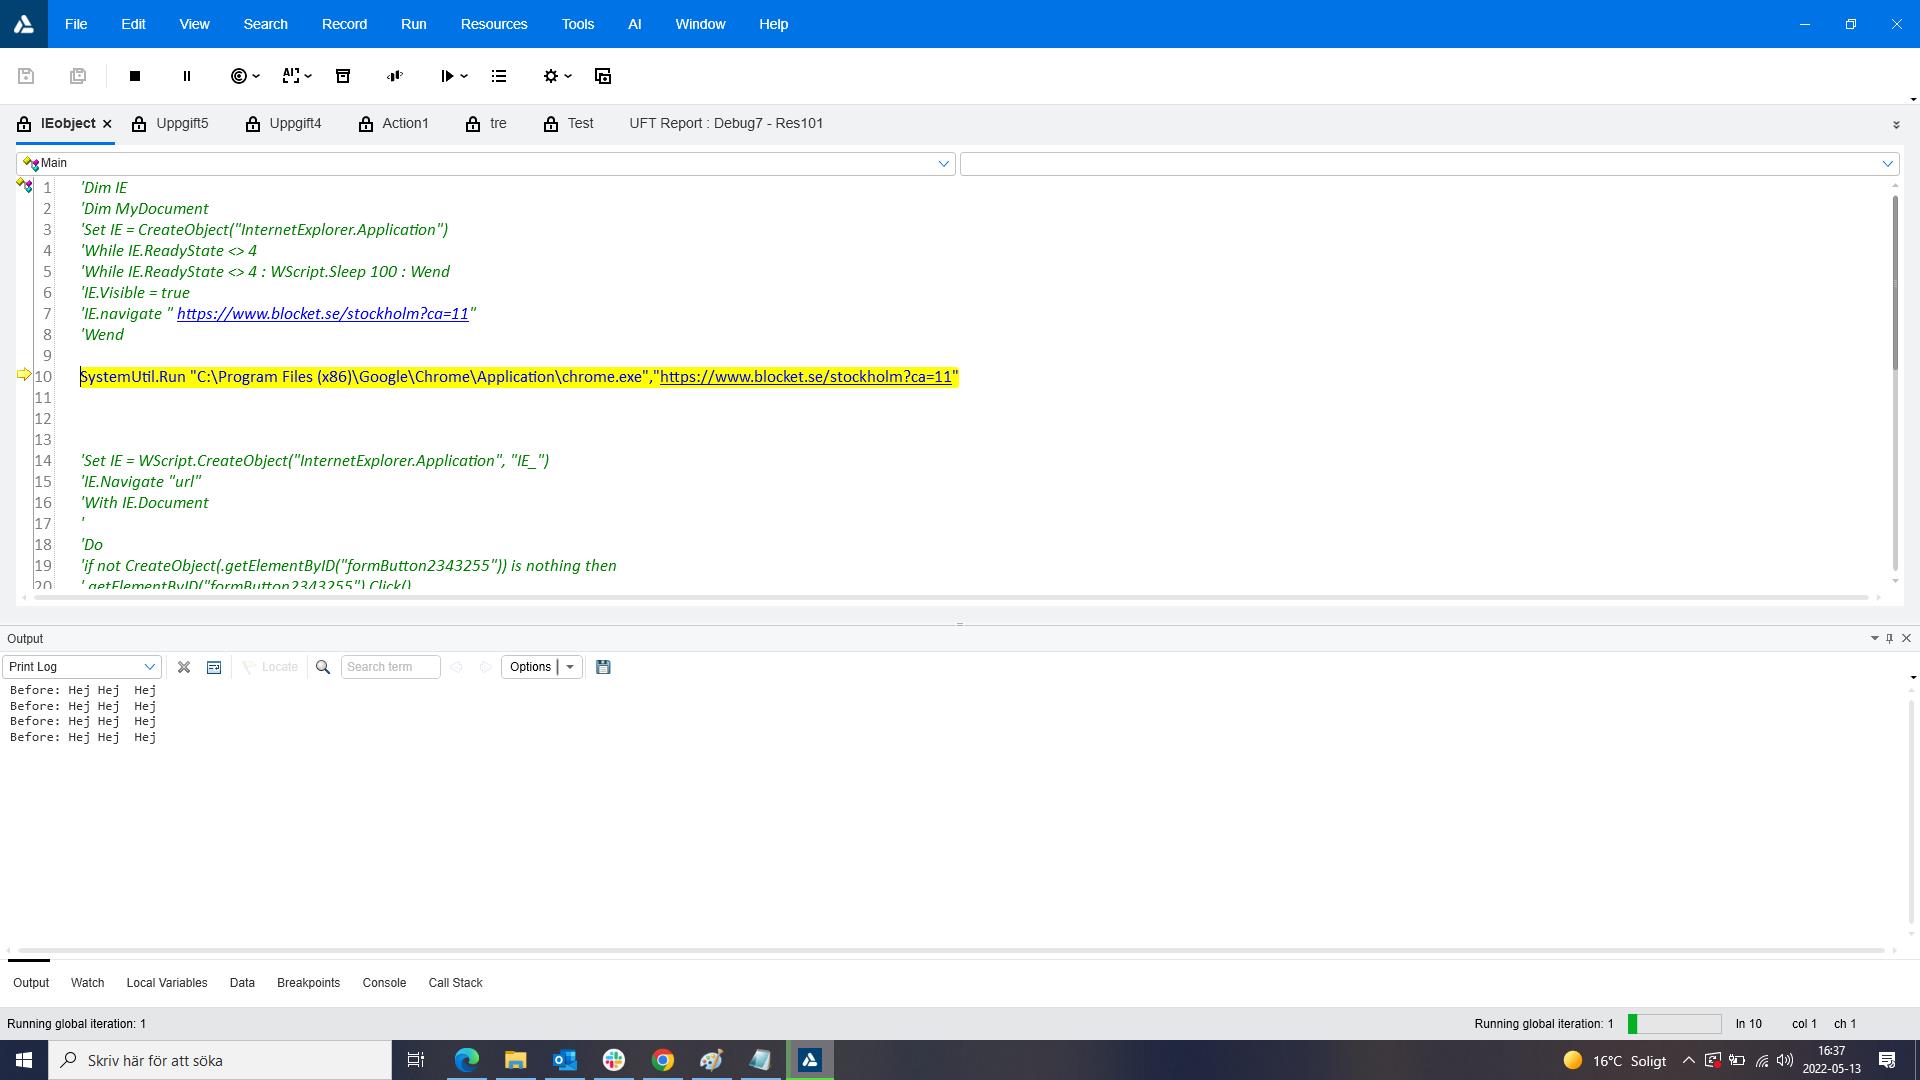 File Edit View Search Record Run Resources Tools AI Window Help
IEobject Uppgift5 Uppgift4 Action1 tre Test UFT Report : Debug7 - Res101
Main
1 'Dim IE
2 'Dim MyDocument
3 'Set IE = CreateObject("InternetExplorer.Application")
4 'While IE.ReadyState <> 4
5 'While IE.ReadyState <> 4 : WScript.Sleep 100 : Wend
6 'IE.Visible = true
7 'IE.navigate " https://www.blocket.se/stockholm?ca=11"
8 'Wend
9
10 SystemUtil.Run "C:\Program Files (x86)\Google\Chrome\Application\chrome.exe","https://www.blocket.se/stockholm?ca=11"
11
12
13
14 'Set IE = WScript.CreateObject("InternetExplorer.Application", "IE_")
15 'IE.Navigate "url"
16 'With IE.Document
17 '
18 'Do
19 'if not CreateObject(.getElementByID("formButton2343255")) is nothing then
20 ' .getElementByID("formButton2343255").Click()
Output
Print Log Locate Search term Options
Before: Hej Hej  Hej
Before: Hej Hej  Hej
Before: Hej Hej  Hej
Before: Hej Hej  Hej
Output Watch Local Variables Data Breakpoints Console Call Stack
Running global iteration: 1 Running global iteration: 1 ln 10 col 1 ch 1
Skriv här för att söka 16°C Soligt 16:37
2022-05-13